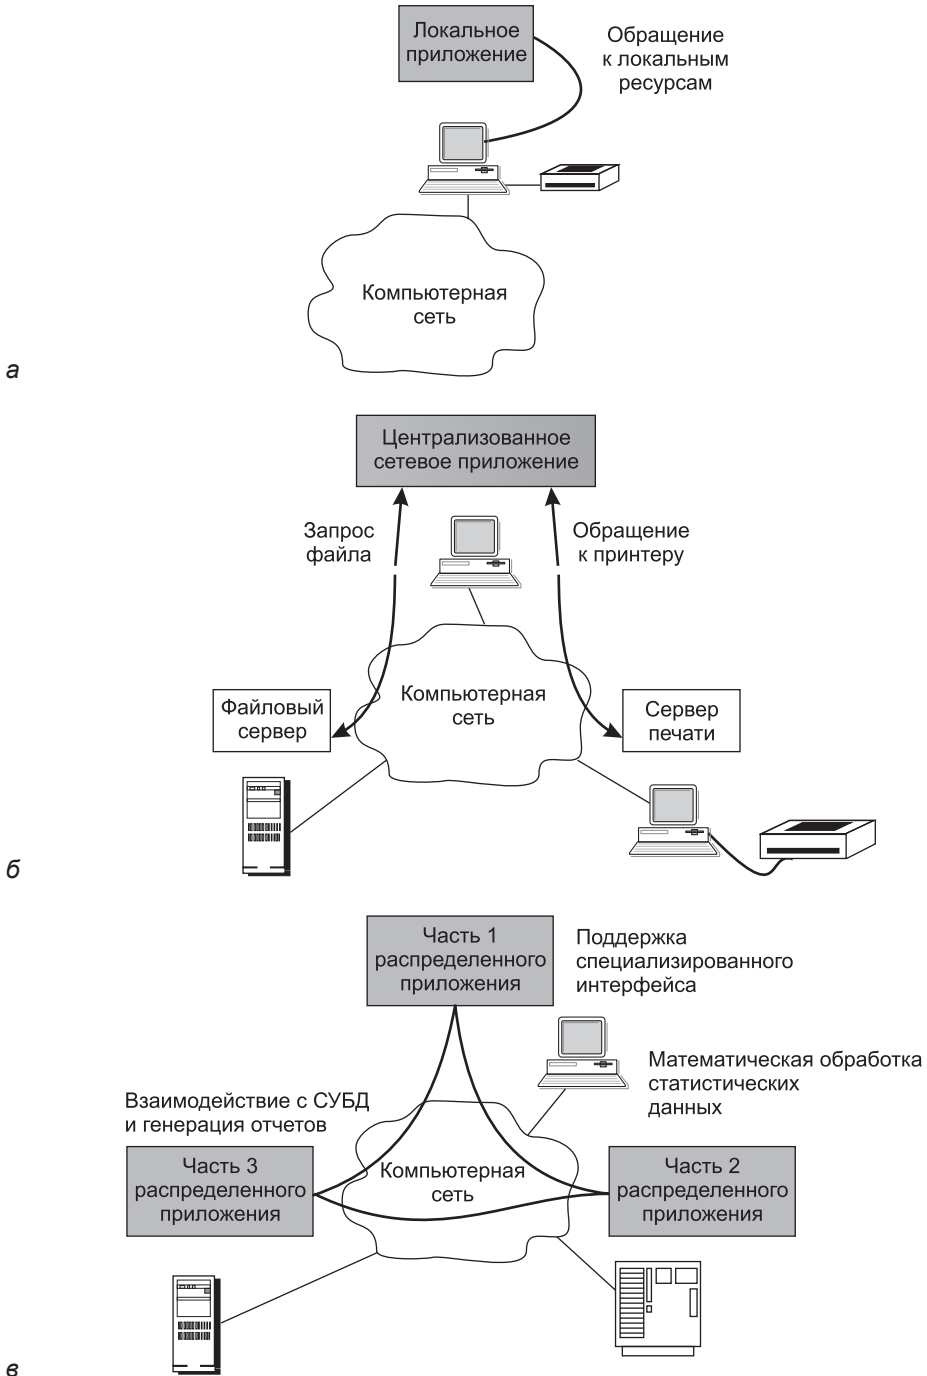 Локальное
приложение
Обращение
к локальным
ресурсам
Компьютерная
сеть
а
Централизованное
сетевое приложение
Запрос
файла
Обращение
к принтеру
Файловый
сервер
Компьютерная
сеть
Сервер
печати
б
Часть 1
распределенного
приложения
Поддержка
специализированного
интерфейса
Математическая обработка
статистических
данных
Взаимодействие с СУБД
и генерация отчетов
Часть 3
распределенного
приложения
Компьютерная
сеть
Часть 2
распределенного
приложения
в